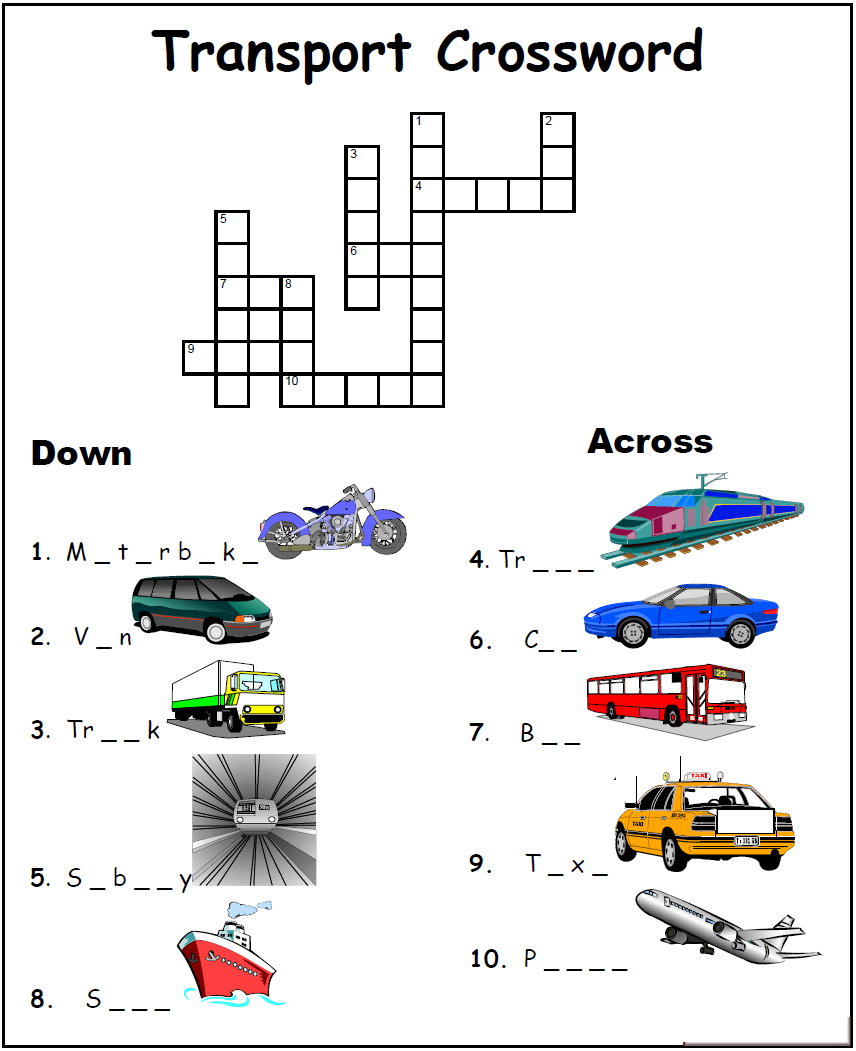 Transport Crossword
1
2
3
4
5
6
7
8
9
10
Down
Across
1. M _ t _ r b _ k _
2. V _ n
3. Tr _ _ k
5. S _ b _ _ y
8. S _ _ _
4. Tr _ _ _
6. C _ _
7. B _ _
23
9. T _ x _
TAXI
TAXI
10. P _ _ _ _